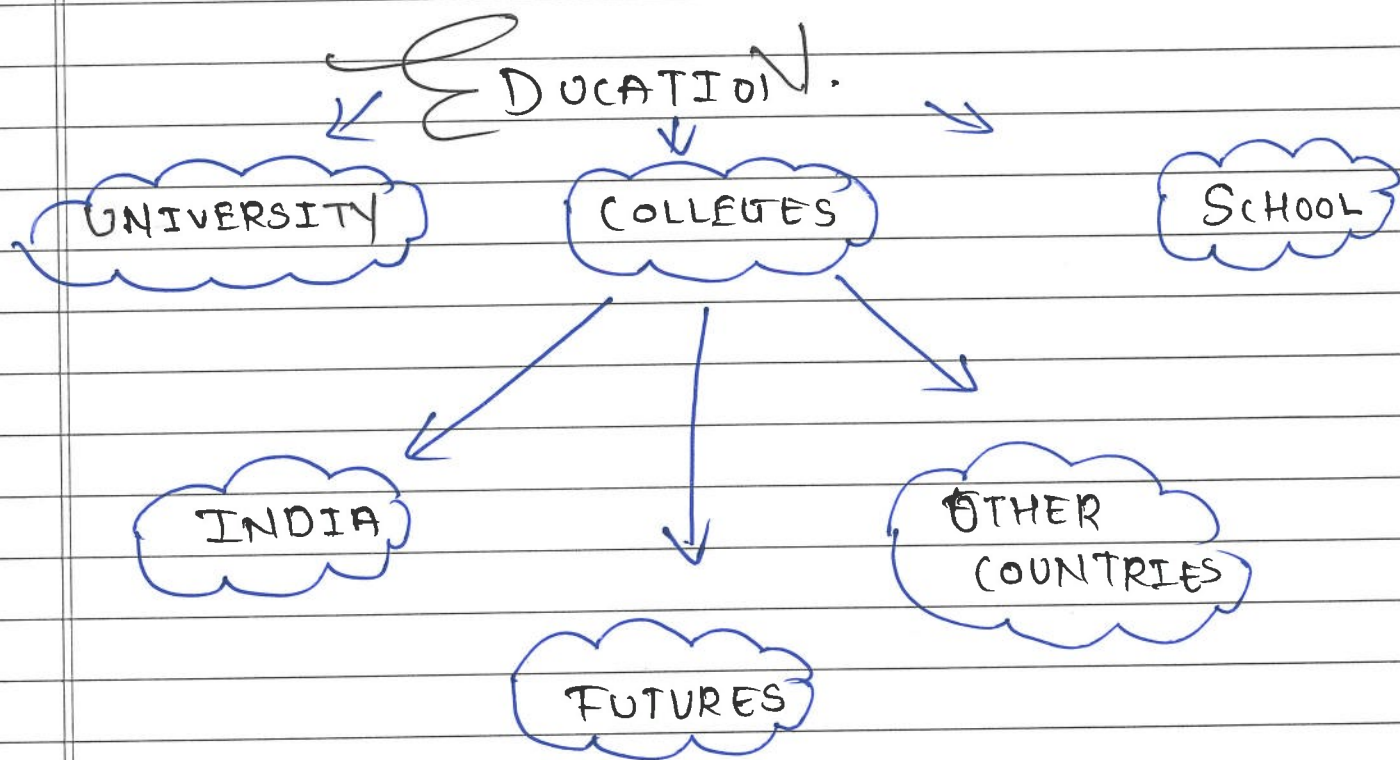 EDUCATION.
UNIVERSITY
COLLEGES
SCHOOL
INDIA
OTHER
COUNTRIES
FUTURES